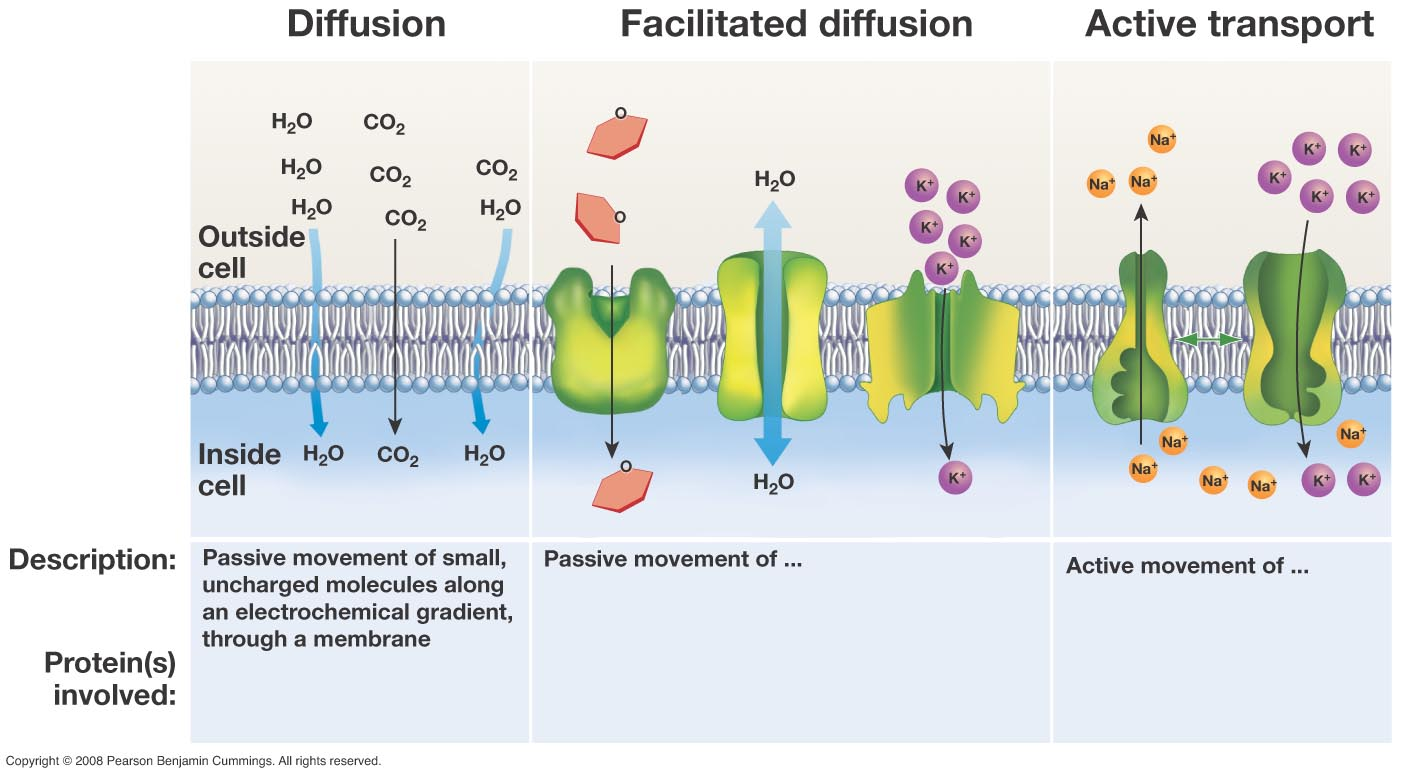 Diffusion
Facilitated diffusion
Active transport
H₂O CO₂
H₂O CO₂ CO₂
H₂O CO₂ H₂O
Outside
cell
Inside
cell
H₂O CO₂ H₂O
O
O
O
H₂O
H₂O
K⁺ K⁺
K⁺ K⁺
K⁺
K⁺
Na⁺
Na⁺ Na⁺
K⁺ K⁺
K⁺ K⁺ K⁺
Na⁺ Na⁺
Na⁺ Na⁺ Na⁺ K⁺ K⁺
Description:
Passive movement of small,
uncharged molecules along
an electrochemical gradient,
through a membrane
Passive movement of ...
Active movement of ...
Protein(s)
involved:
Copyright © 2008 Pearson Benjamin Cummings. All rights reserved.